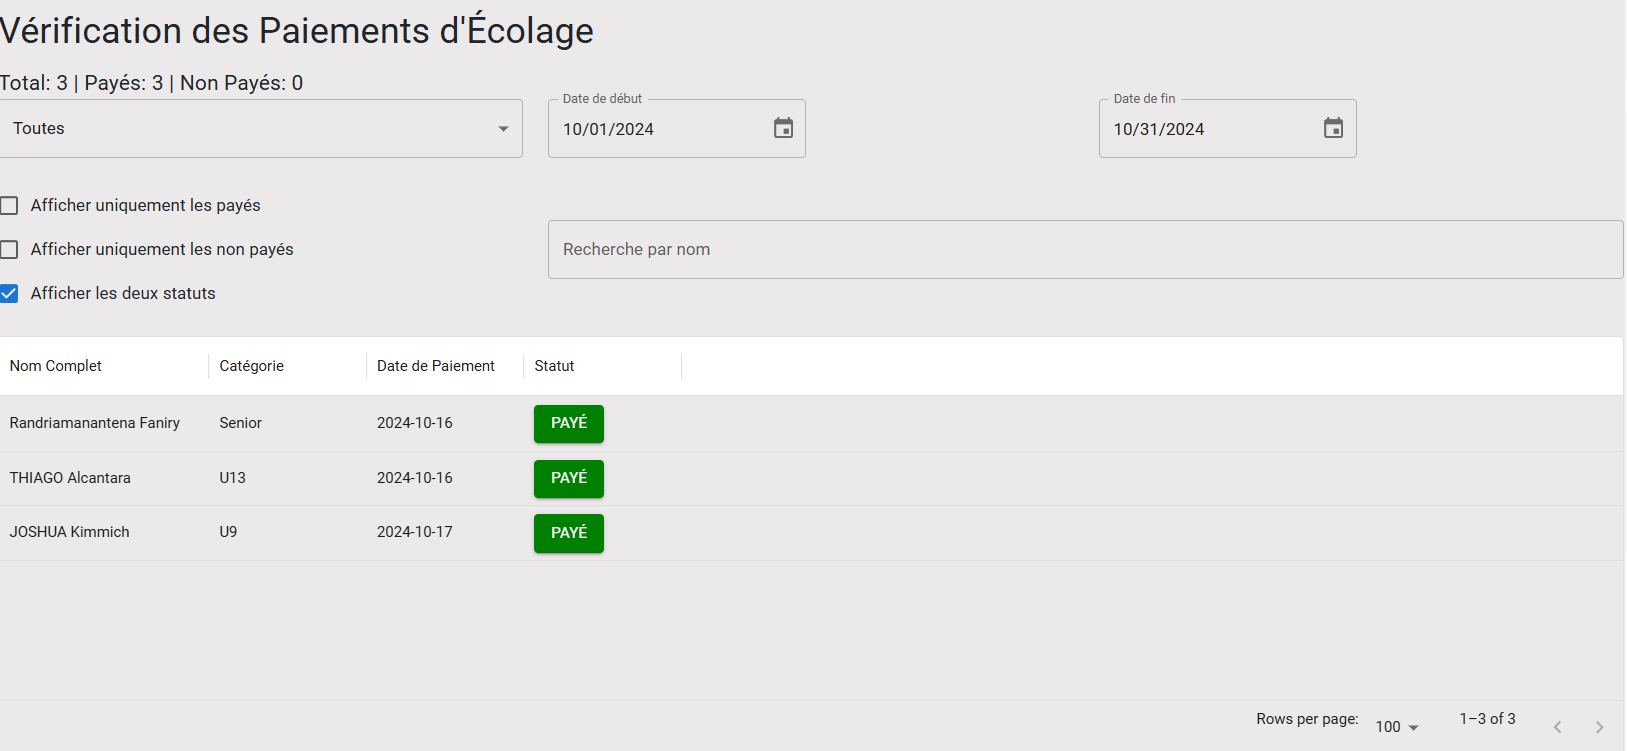 Vérification des Paiements d'Écolage
Total: 3 | Payés: 3 | Non Payés: 0
Toutes
Date de début
10/01/2024
Date de fin
10/31/2024
Afficher uniquement les payés
Afficher uniquement les non payés
Afficher les deux statuts
Recherche par nom
Nom Complet Catégorie Date de Paiement Statut
Randriamanantena Faniry Senior 2024-10-16 PAYÉ
THIAGO Alcantara U13 2024-10-16 PAYÉ
JOSHUA Kimmich U9 2024-10-17 PAYÉ
Rows per page: 100 1–3 of 3